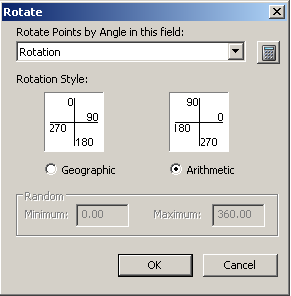 Rotate
Rotate Points by Angle in this field:
Rotation
Rotation Style:
0
90
270
180
90
0
180
270
Geographic
Arithmetic
Random
Minimum: 0.00 Maximum: 360.00
OK Cancel